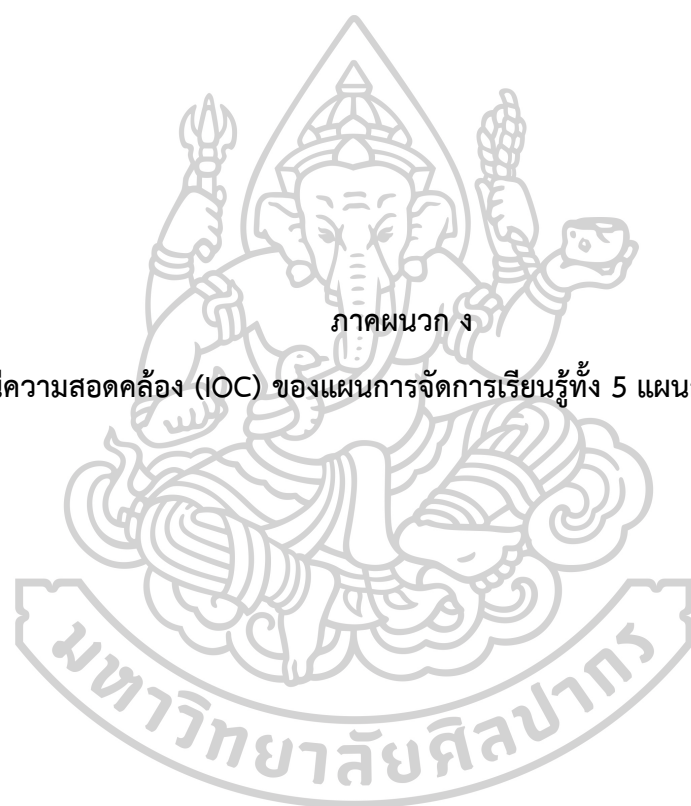 ภาคผนวก ง
ความสอดคล้อง (IOC) ของแผนการจัดการเรียนรู้ทั้ง 5 แผน
มหาวิทยาลัยศิลปากร